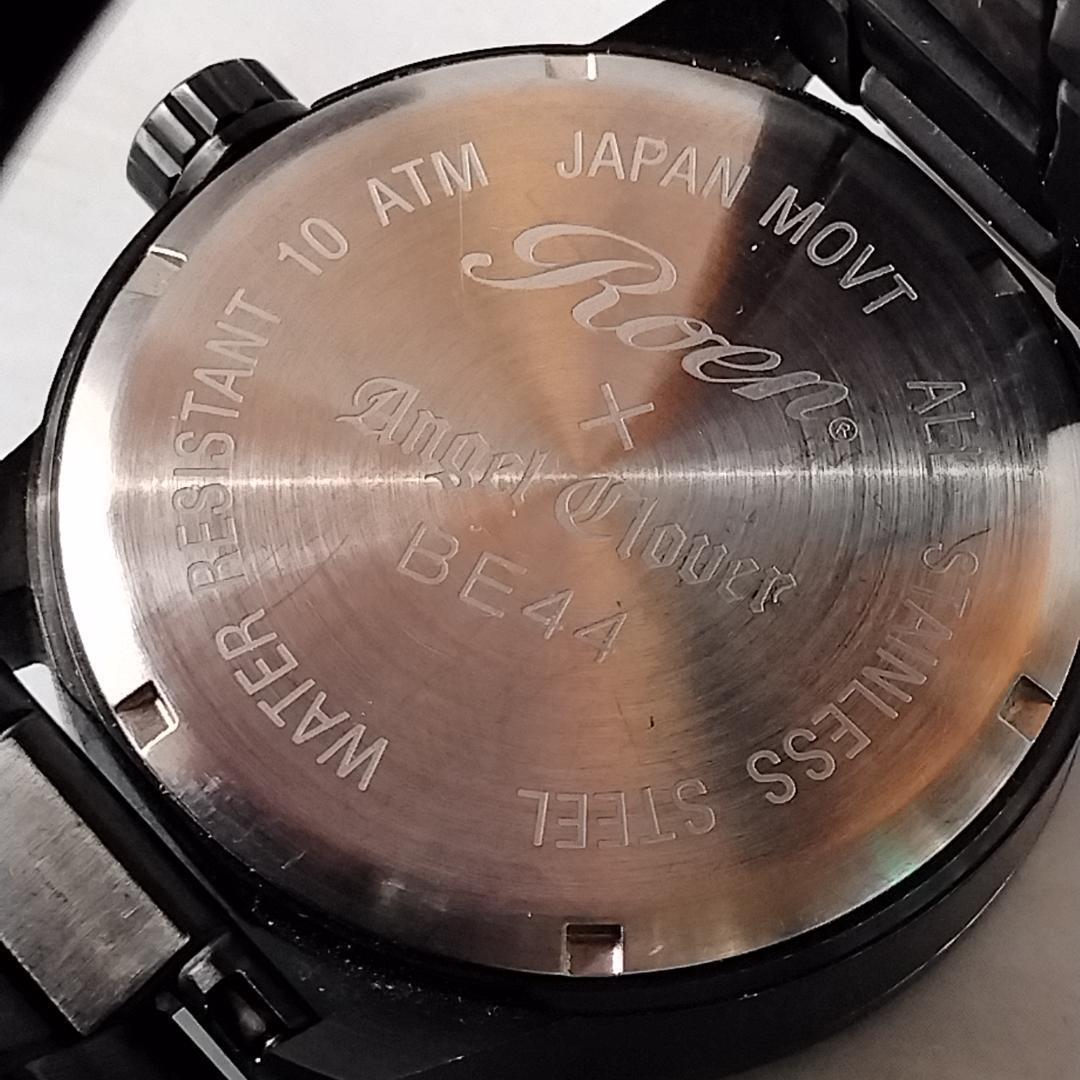 WATER RESISTANT 10 ATM JAPAN MOVT ALL STAINLESS STEEL
Roen®
×
Angel Clover
BE44